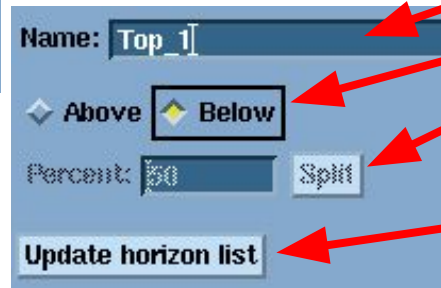 Name: Top_1
Above Below
Percent: 50 Split
Update horizon list